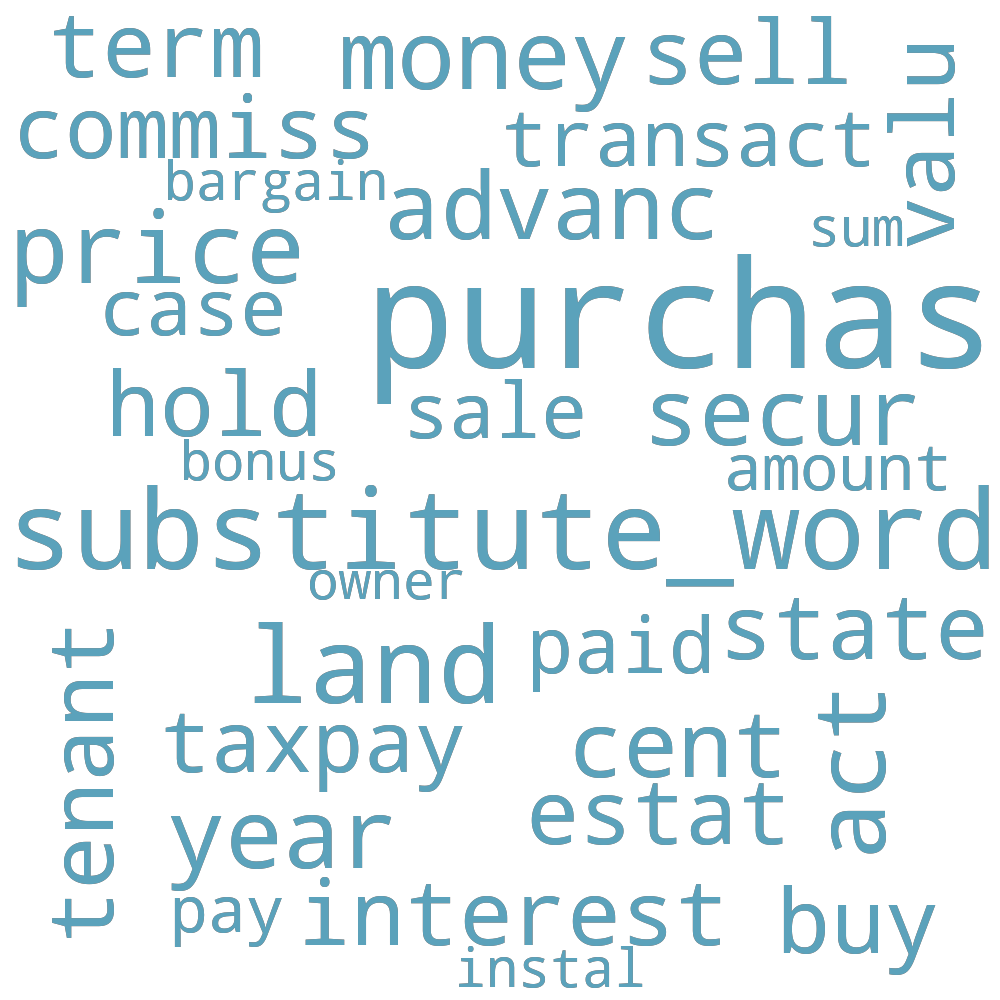 term
money
sell
valu
commiss
transact
bargain
advanc
sum
price
case
purchas
hold
sale
secur
bonus
amount
substitute_word
owner
land
paid
state
tenant
taxpay
cent
act
year
estat
pay
interest
buy
instal